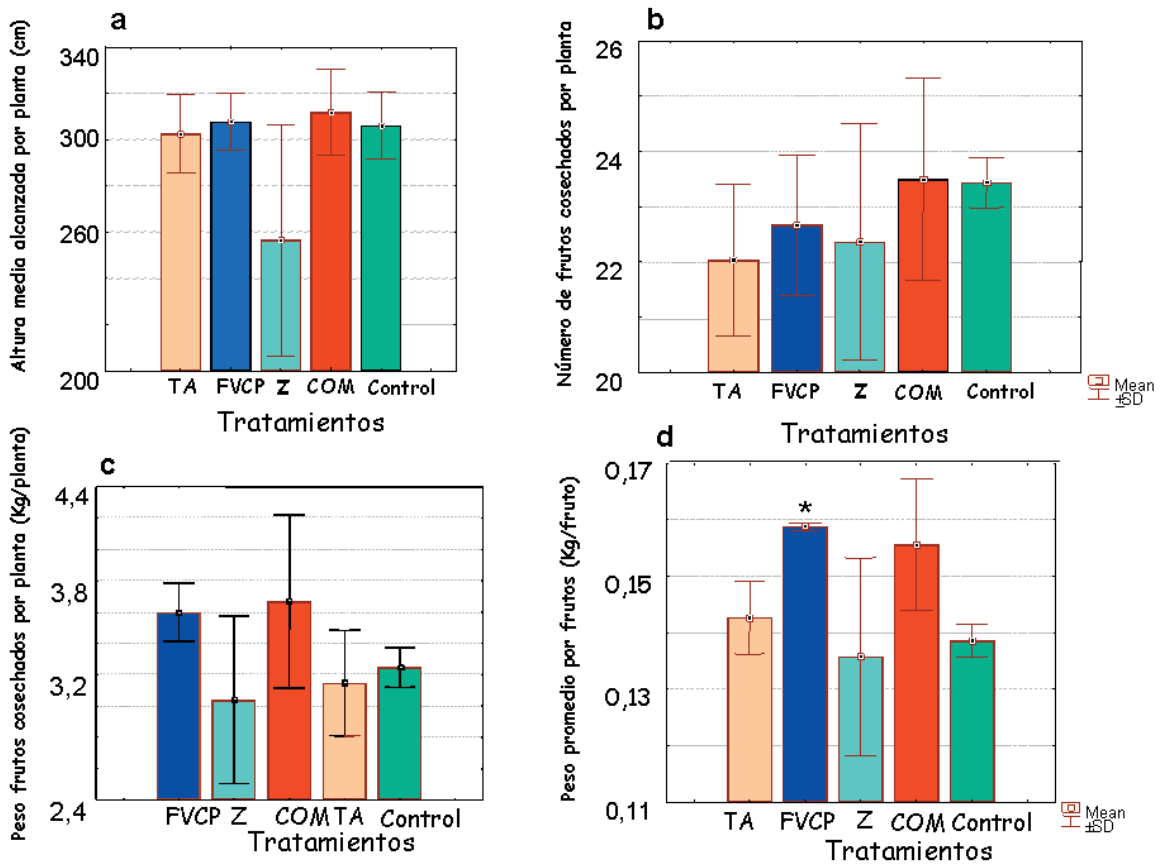 a
Altura media alcanzada por planta (cm)
340
300
260
200
TA FVCP Z COM Control
Tratamientos
b
Número de frutos cosechados por planta
26
24
22
20
TA FVCP Z COM Control
Tratamientos
Mean
±SD
c
Peso frutos cosechados por planta (Kg/planta)
4,4
3,8
3,2
2,4
FVCP Z COM TA Control
Tratamientos
d
Peso promedio por frutos (Kg/fruto)
0,17
0,15
0,13
0,11
*
TA FVCP Z COM Control
Tratamientos
Mean
±SD